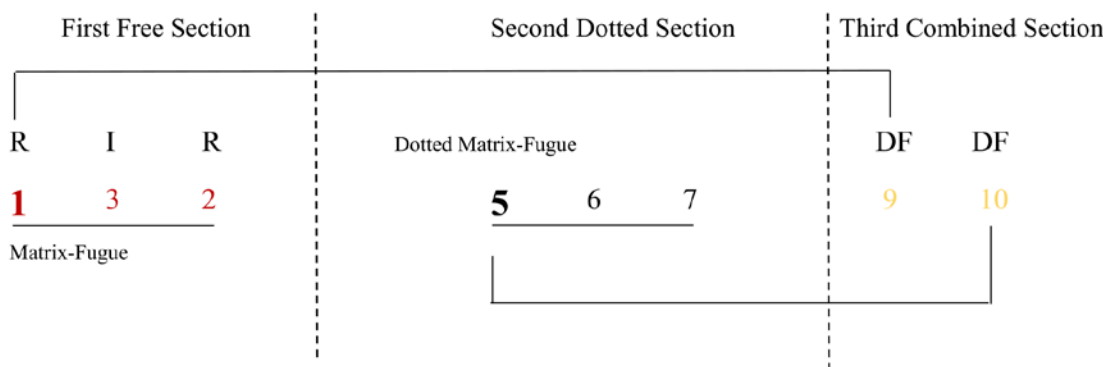 First Free Section Second Dotted Section Third Combined Section
R I R Dotted Matrix-Fugue DF DF
1 3 2 5 6 7 9 10
Matrix-Fugue